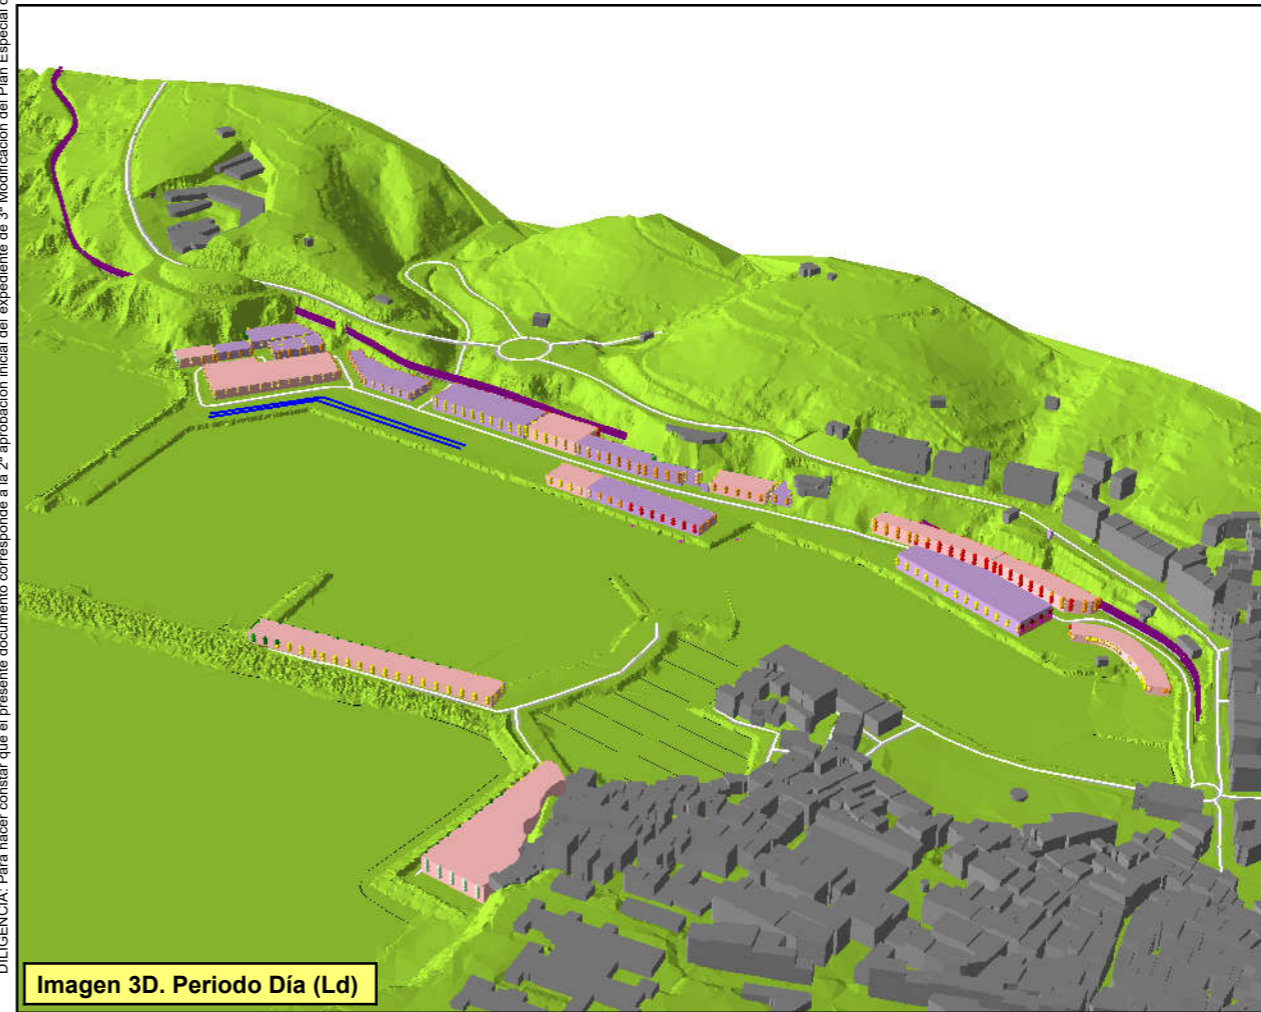 DILIGENCIA: Para hacer constar que el presente documento corresponde a la 2ª aprobación inicial del expediente de 3ª Modificación del Plan Especial
Imagen 3D. Periodo Día (Ld)